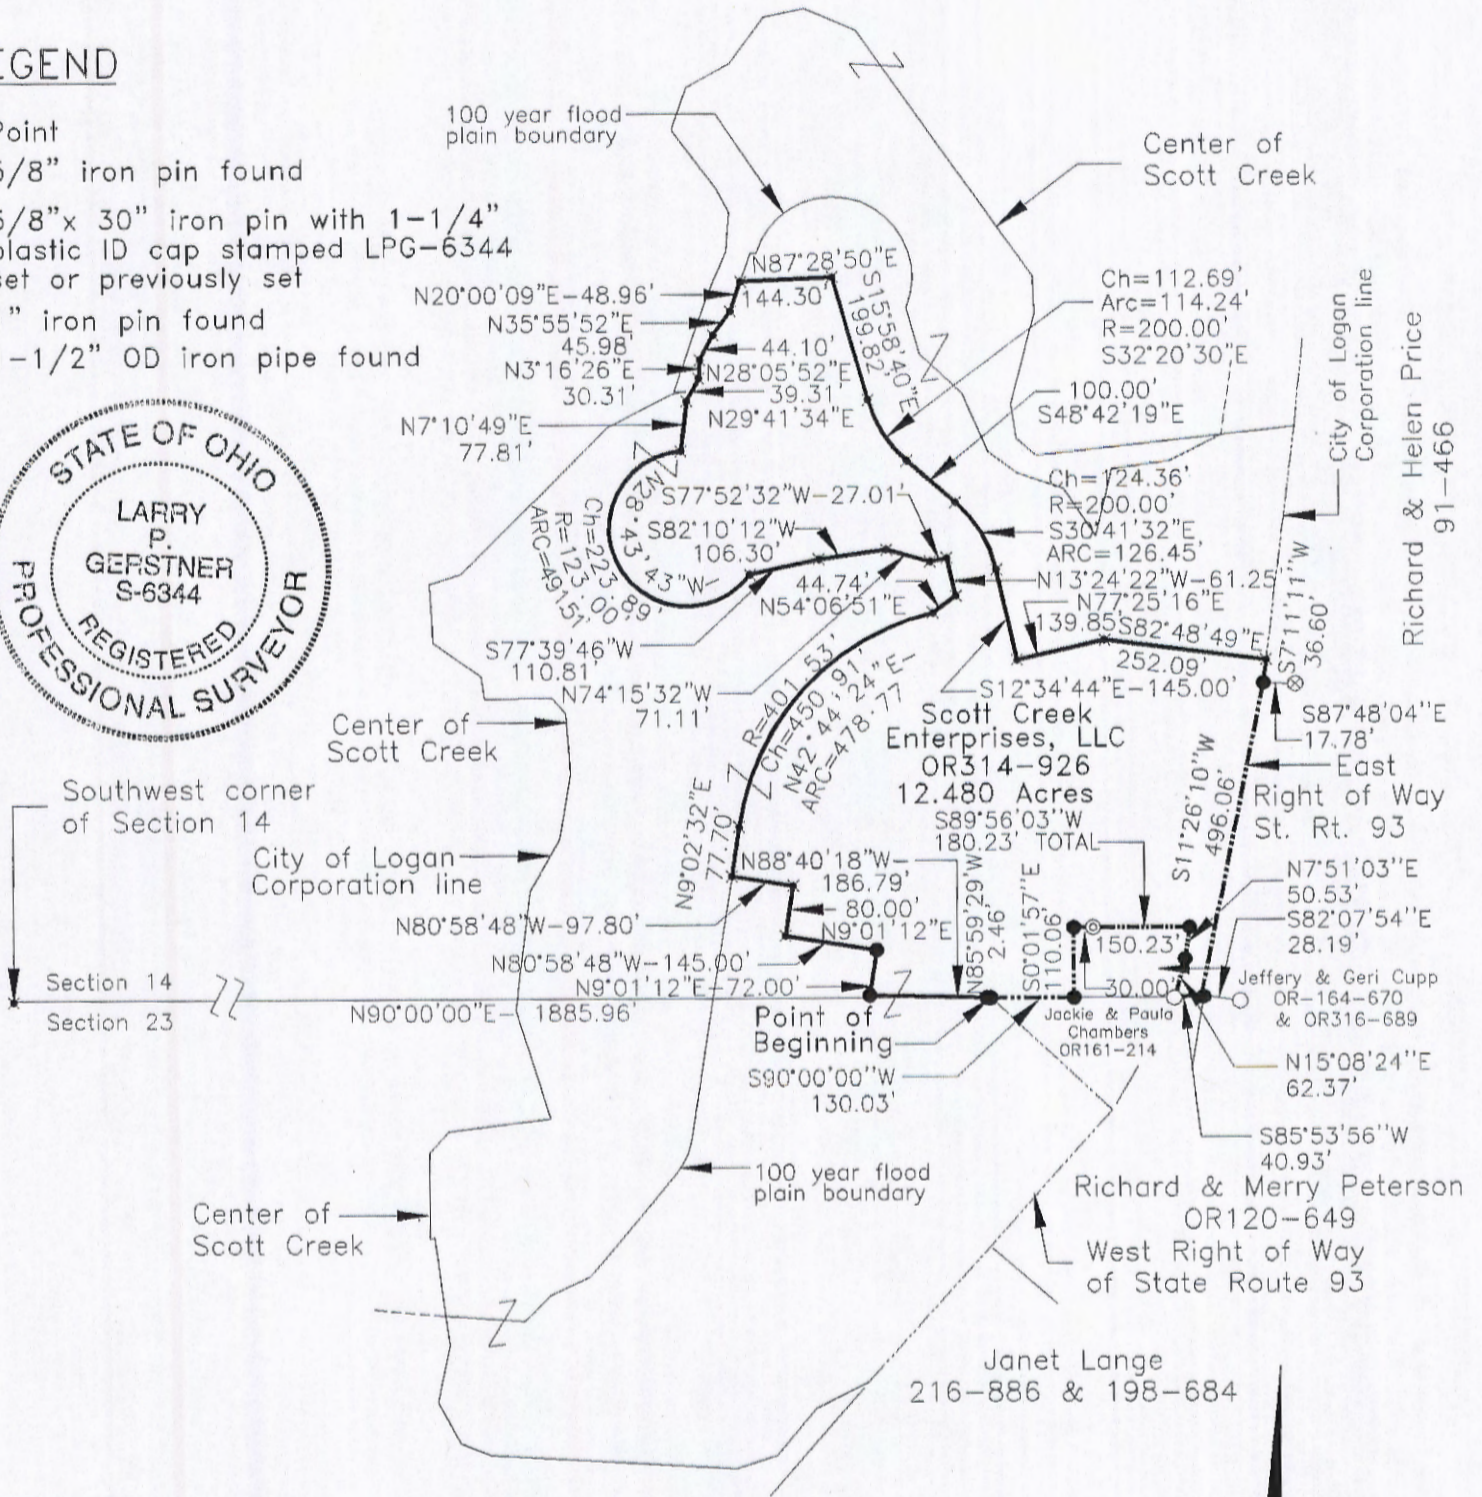 EGEND
Point
5/8" iron pin found
5/8"x 30" iron pin with 1-1/4"
plastic ID cap stamped LPG-6344
set or previously set
" iron pin found
-1/2" OD iron pipe found
STATE OF OHIO
LARRY
P.
GERSTNER
S-6344
REGISTERED
PROFESSIONAL SURVEYOR
100 year flood
plain boundary
Center of
Scott Creek
N87°28'50"E
144.30'
S15°58'40"E
199.82'
Ch=112.69'
Arc=114.24'
R=200.00'
S32°20'30"E
100.00'
S48°42'19"E
City of Logan
Corporation line
Richard & Helen Price
91-466
N20°00'09"E-48.96'
N35°55'52"E
45.98'
44.10'
N28°05'52"E
N3°16'26"E
30.31'
39.31'
N29°41'34"E
N7°10'49"E
77.81'
N28°43'43"W-
Ch=223.89'
R=123.00'
ARC=491.51'
S77°52'32"W-27.01'
S82°10'12"W
106.30'
Ch=124.36'
R=200.00'
S30°41'32"E
ARC=126.45'
44.74'
N54°06'51"E
N13°24'22"W-61.25'
N77°25'16"E
139.85'
S82°48'49"E
252.09'
S7°11'11"W
36.60'
S77°39'46"W
110.81'
N74°15'32"W
71.11'
S12°34'44"E-145.00'
R=401.53'
Ch=450.91'
N42°44'24"E-
ARC=478.77
Scott Creek
Enterprises, LLC
OR314-926
12.480 Acres
S87°48'04"E
17.78'
East
Right of Way
St. Rt. 93
S11°26'10"W
496.06'
Center of
Scott Creek
Southwest corner
of Section 14
City of Logan
Corporation line
N9°02'32"E
77.70'
S89°56'03"W
180.23' TOTAL
N88°40'18"W-
186.79'
N7°51'03"E
50.53'
80.00'
N9°01'12"E
N80°58'48"W-97.80'
N85°59'29"W
2.46'
S0°01'57"E
110.06'
150.23'
S82°07'54"E
28.19'
N80°58'48"W-145.00'
N9°01'12"E-72.00'
30.00'
Jeffery & Geri Cupp
OR-164-670
& OR316-689
Section 14
Section 23
N90°00'00"E- 1885.96'
Point of
Beginning
Jackie & Paula
Chambers
OR161-214
S90°00'00"W
130.03'
N15°08'24"E
62.37'
S85°53'56"W
40.93'
100 year flood
plain boundary
Richard & Merry Peterson
OR120-649
Center of
Scott Creek
West Right of Way
of State Route 93
Janet Lange
216-886 & 198-684